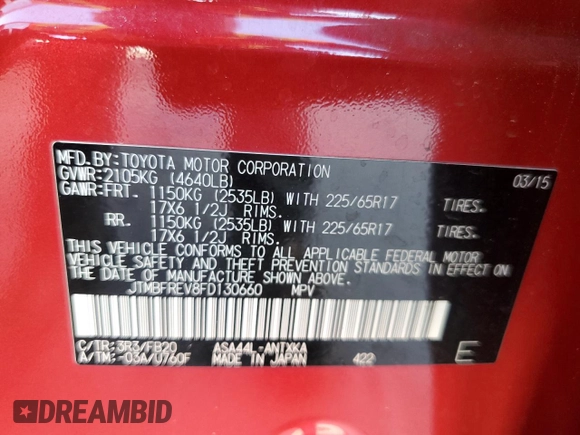 MFD.BY:TOYOTA MOTOR CORPORATION 03/15
GVWR:2105KG (4640LB)
GAWR:FRT. 1150KG (2535LB) WITH 225/65R17 TIRES.
17X6 1/2J RIMS.
RR. 1150KG (2535LB) WITH 225/65R17 TIRES.
17X6 1/2J RIMS.
THIS VEHICLE CONFORMS TO ALL APPLICABLE FEDERAL MOTOR
VEHICLE SAFETY AND THEFT PREVENTION STANDARDS IN EFFECT ON
THE DATE OF MANUFACTURE SHOWN ABOVE.
JTMBFREV8FD130660 MPV
C/TR:3R3/FB20 ASA44L-ANTXKA
A/TM:-03A/U760F MADE IN JAPAN 422 E
DREAMBID